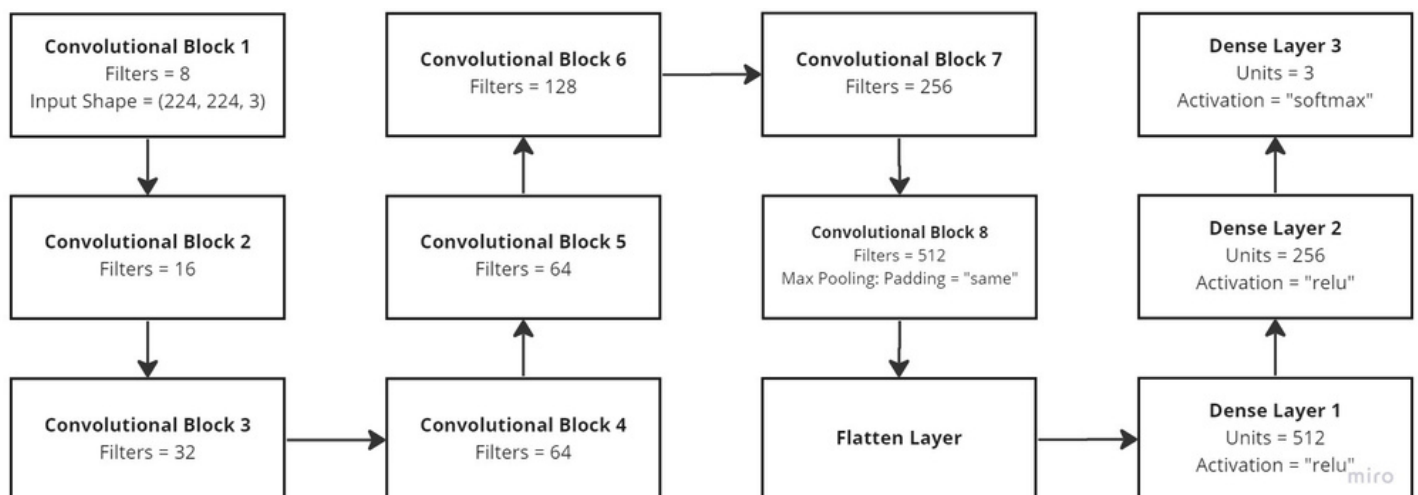 Convolutional Block 1
Filters = 8
Input Shape = (224, 224, 3)
Convolutional Block 2
Filters = 16
Convolutional Block 3
Filters = 32
Convolutional Block 4
Filters = 64
Convolutional Block 5
Filters = 64
Convolutional Block 6
Filters = 128
Convolutional Block 7
Filters = 256
Convolutional Block 8
Filters = 512
Max Pooling: Padding = "same"
Flatten Layer
Dense Layer 1
Units = 512
Activation = "relu"
Dense Layer 2
Units = 256
Activation = "relu"
Dense Layer 3
Units = 3
Activation = "softmax"
miro